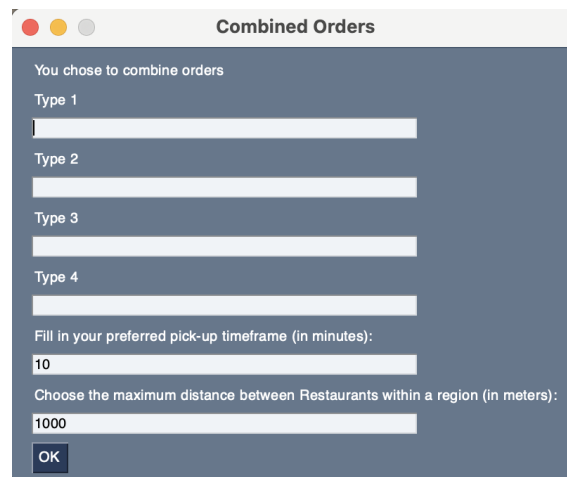 Combined Orders
You chose to combine orders
Type 1
Type 2
Type 3
Type 4
Fill in your preferred pick-up timeframe (in minutes):
10
Choose the maximum distance between Restaurants within a region (in meters):
1000
OK